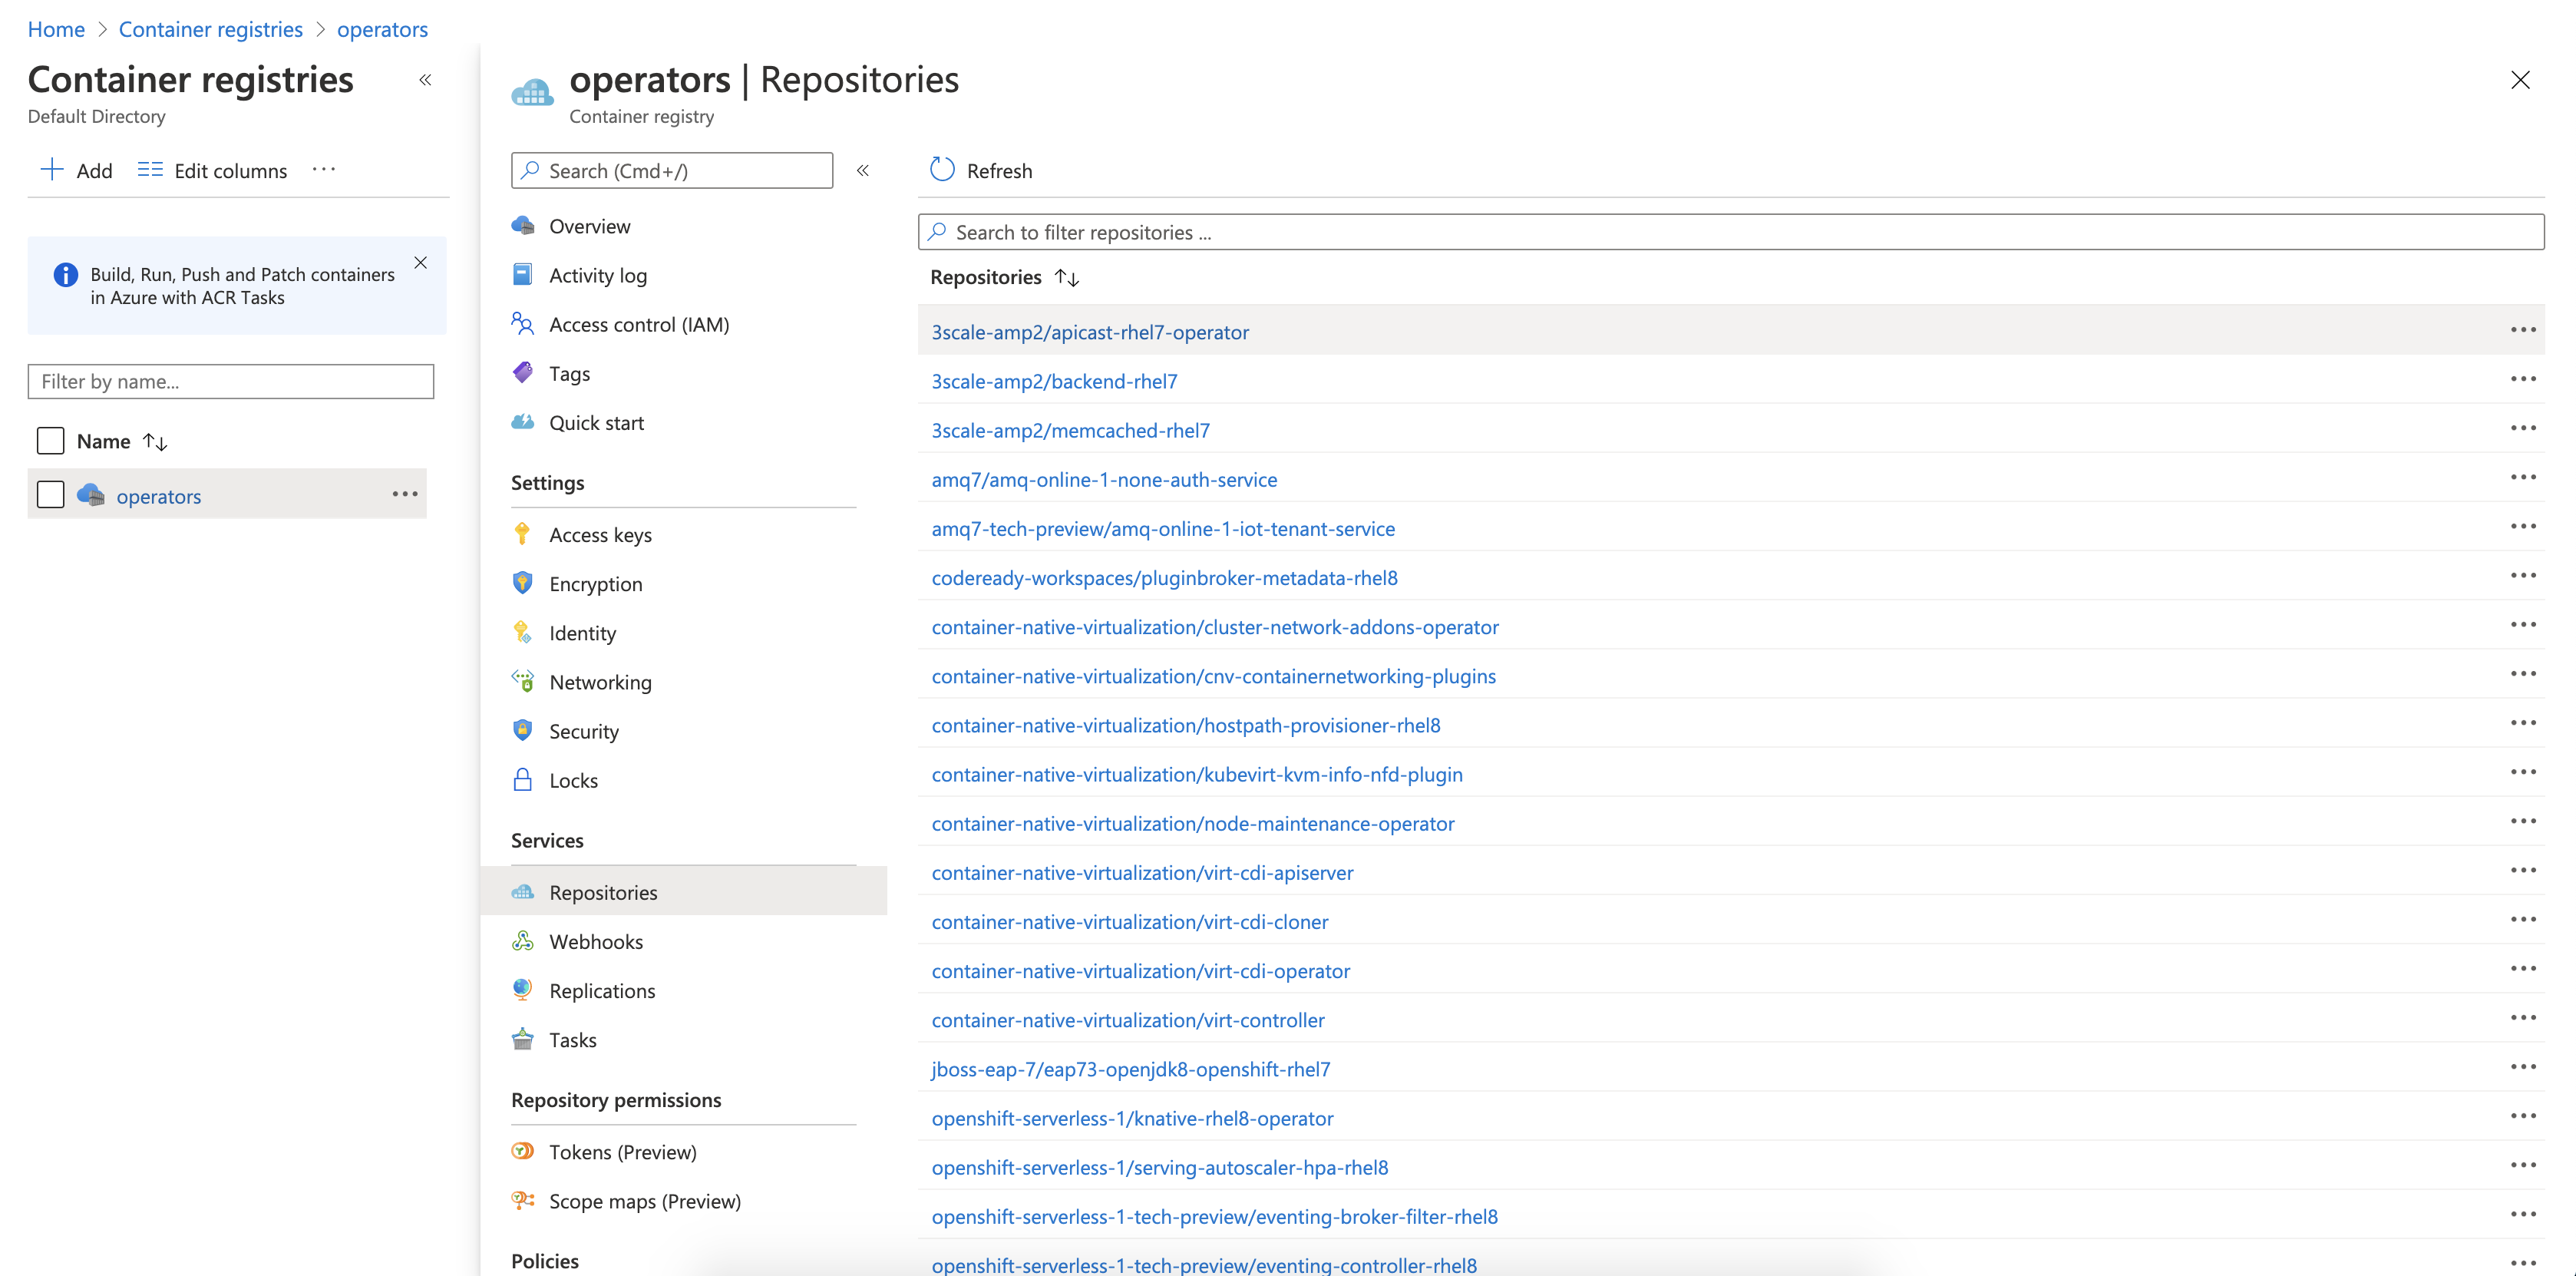 Home > Container registries > operators
Container registries «
Default Directory
Add Edit columns ...
Build, Run, Push and Patch containers
in Azure with ACR Tasks
Filter by name...
Name ↑↓
operators ...
operators | Repositories
Container registry
Search (Cmd+/) «
Overview
Activity log
Access control (IAM)
Tags
Quick start
Settings
Access keys
Encryption
Identity
Networking
Security
Locks
Services
Repositories
Webhooks
Replications
Tasks
Repository permissions
Tokens (Preview)
Scope maps (Preview)
Policies
Refresh
Search to filter repositories ...
Repositories ↑↓
3scale-amp2/apicast-rhel7-operator
3scale-amp2/backend-rhel7
3scale-amp2/memcached-rhel7
amq7/amq-online-1-none-auth-service
amq7-tech-preview/amq-online-1-iot-tenant-service
codeready-workspaces/pluginbroker-metadata-rhel8
container-native-virtualization/cluster-network-addons-operator
container-native-virtualization/cnv-containernetworking-plugins
container-native-virtualization/hostpath-provisioner-rhel8
container-native-virtualization/kubevirt-kvm-info-nfd-plugin
container-native-virtualization/node-maintenance-operator
container-native-virtualization/virt-cdi-apiserver
container-native-virtualization/virt-cdi-cloner
container-native-virtualization/virt-cdi-operator
container-native-virtualization/virt-controller
jboss-eap-7/eap73-openjdk8-openshift-rhel7
openshift-serverless-1/knative-rhel8-operator
openshift-serverless-1/serving-autoscaler-hpa-rhel8
openshift-serverless-1-tech-preview/eventing-broker-filter-rhel8
openshift-serverless-1-tech-preview/eventing-controller-rhel8